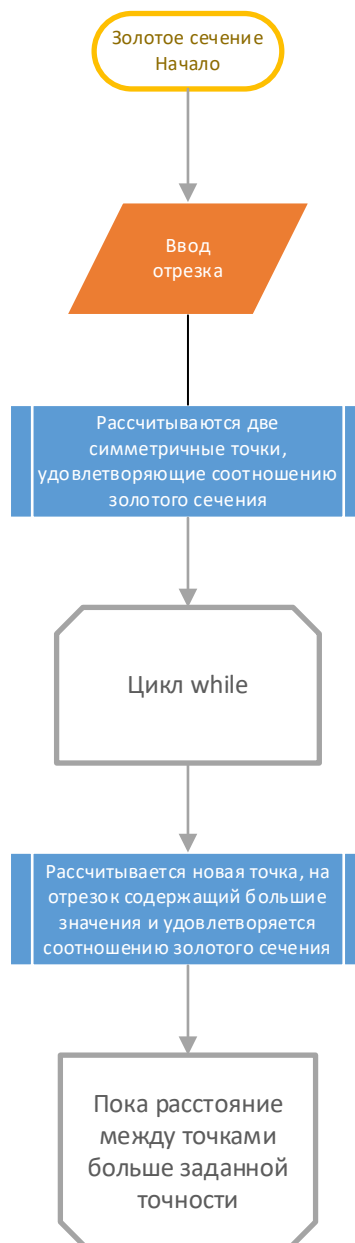 Золотое сечение
Начало
Ввод
отрезка
Рассчитываются две
симметричные точки,
удовлетворяющие соотношению
золотого сечения
Цикл while
Рассчитывается новая точка, на
отрезок содержащий большие
значения и удовлетворяется
соотношению золотого сечения
Пока расстояние
между точками
больше заданной
точности